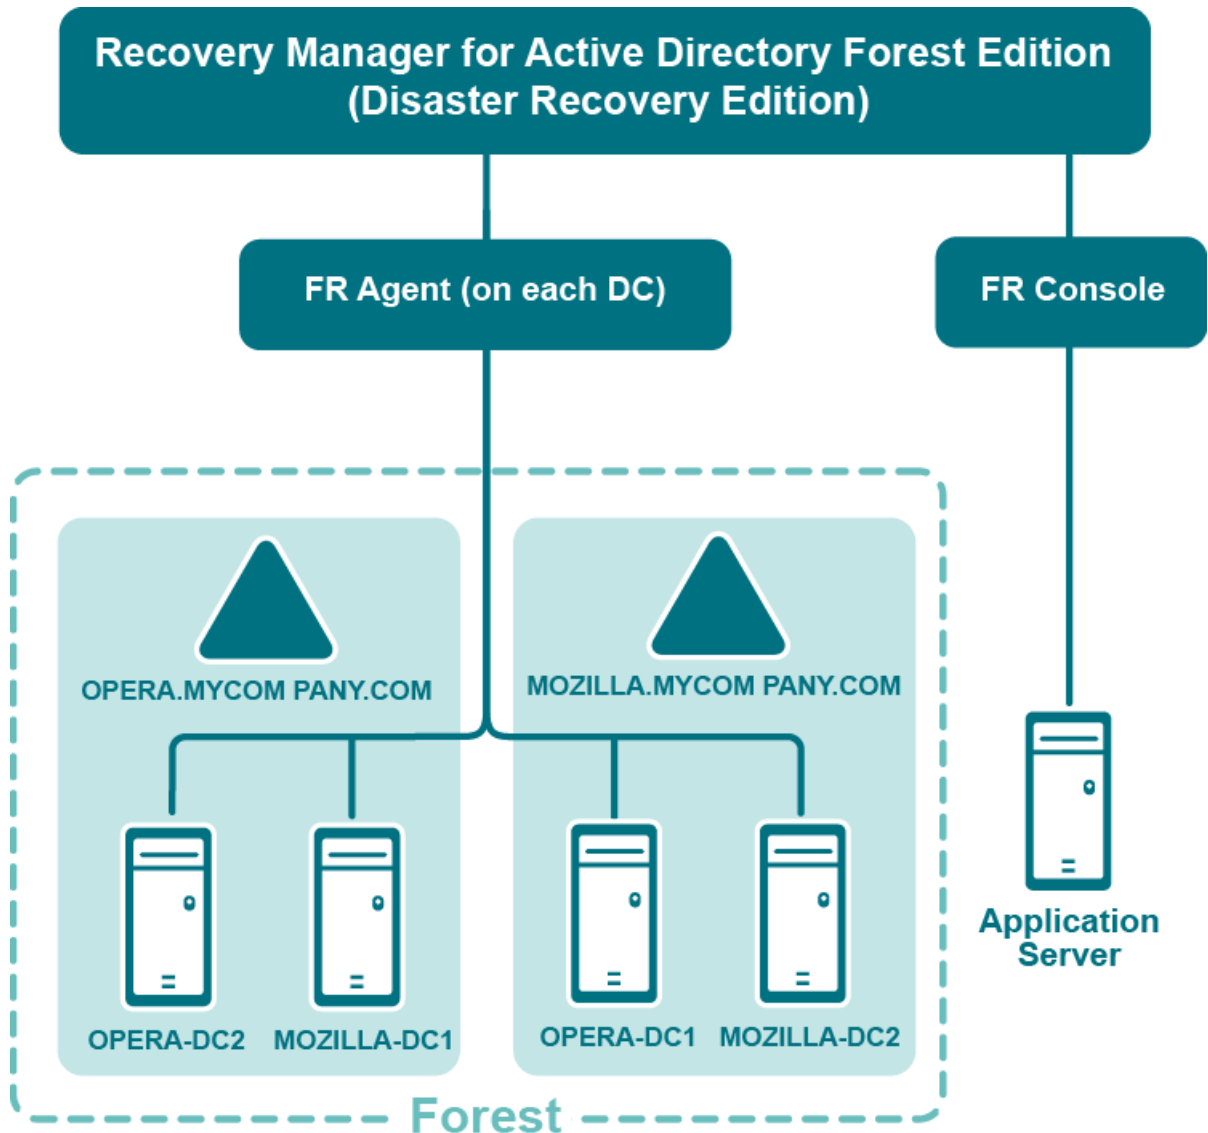 Recovery Manager for Active Directory Forest Edition
(Disaster Recovery Edition)
FR Agent (on each DC)
FR Console
OPERA.MYCOM PANY.COM
MOZILLA.MYCOM PANY.COM
OPERA-DC2
MOZILLA-DC1
OPERA-DC1
MOZILLA-DC2
Application
Server
Forest